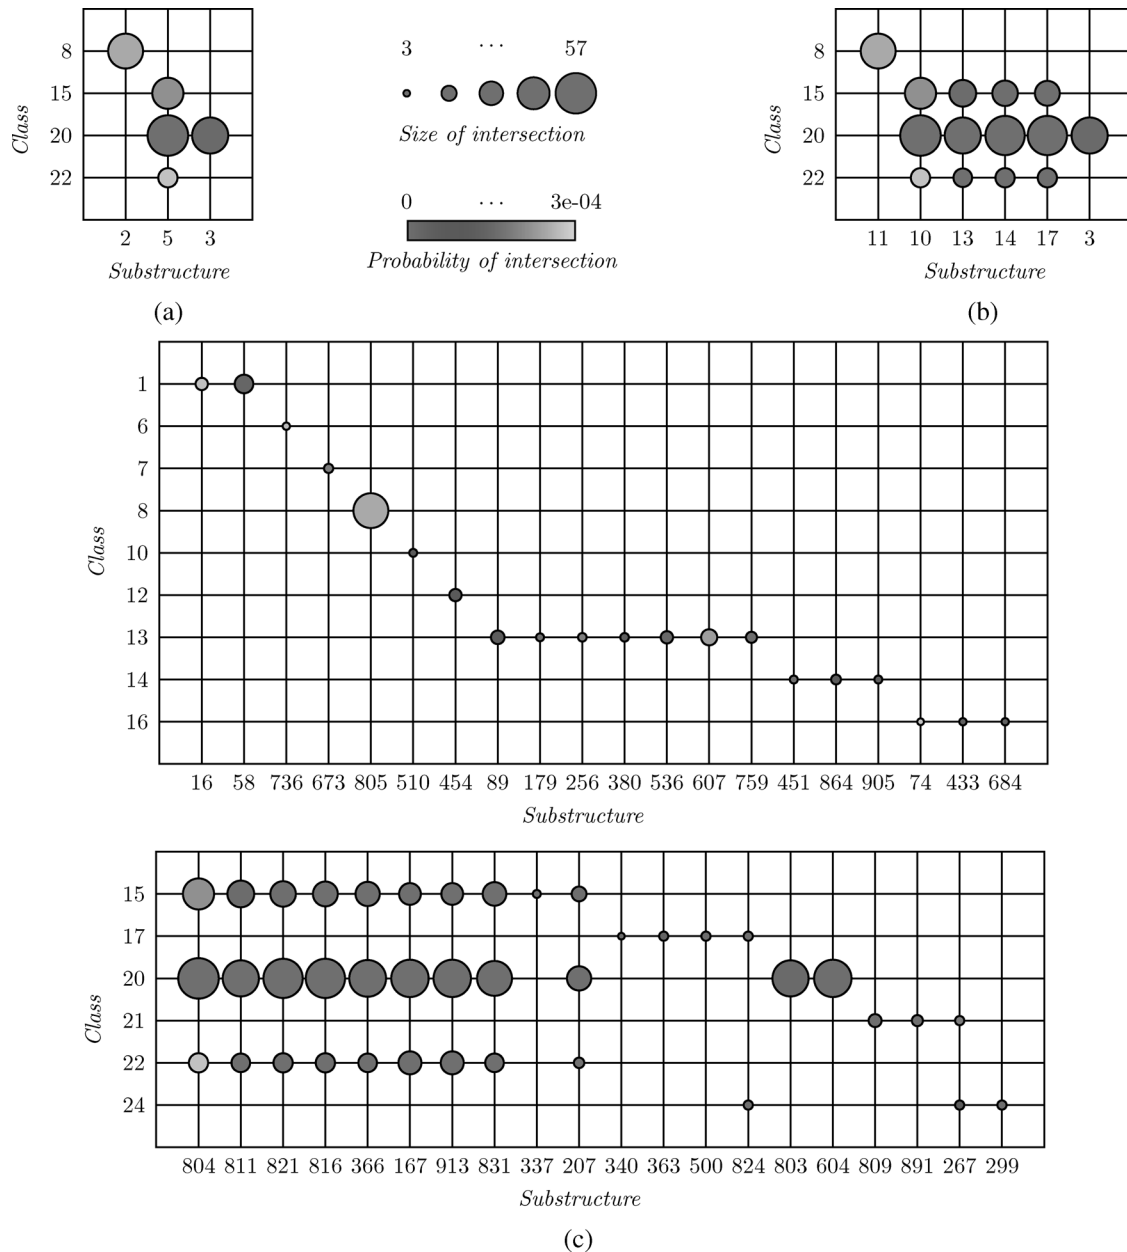 8
15
20
22
Class
2 5 3
Substructure
(a)
3 ··· 57
Size of intersection
0 ··· 3e-04
Probability of intersection
8
15
20
22
Class
11 10 13 14 17 3
Substructure
(b)
1
6
7
8
10
12
13
14
16
Class
16 58 736 673 805 510 454 89 179 256 380 536 607 759 451 864 905 74 433 684
Substructure
15
17
20
21
22
24
Class
804 811 821 816 366 167 913 831 337 207 340 363 500 824 803 604 809 891 267 299
Substructure
(c)